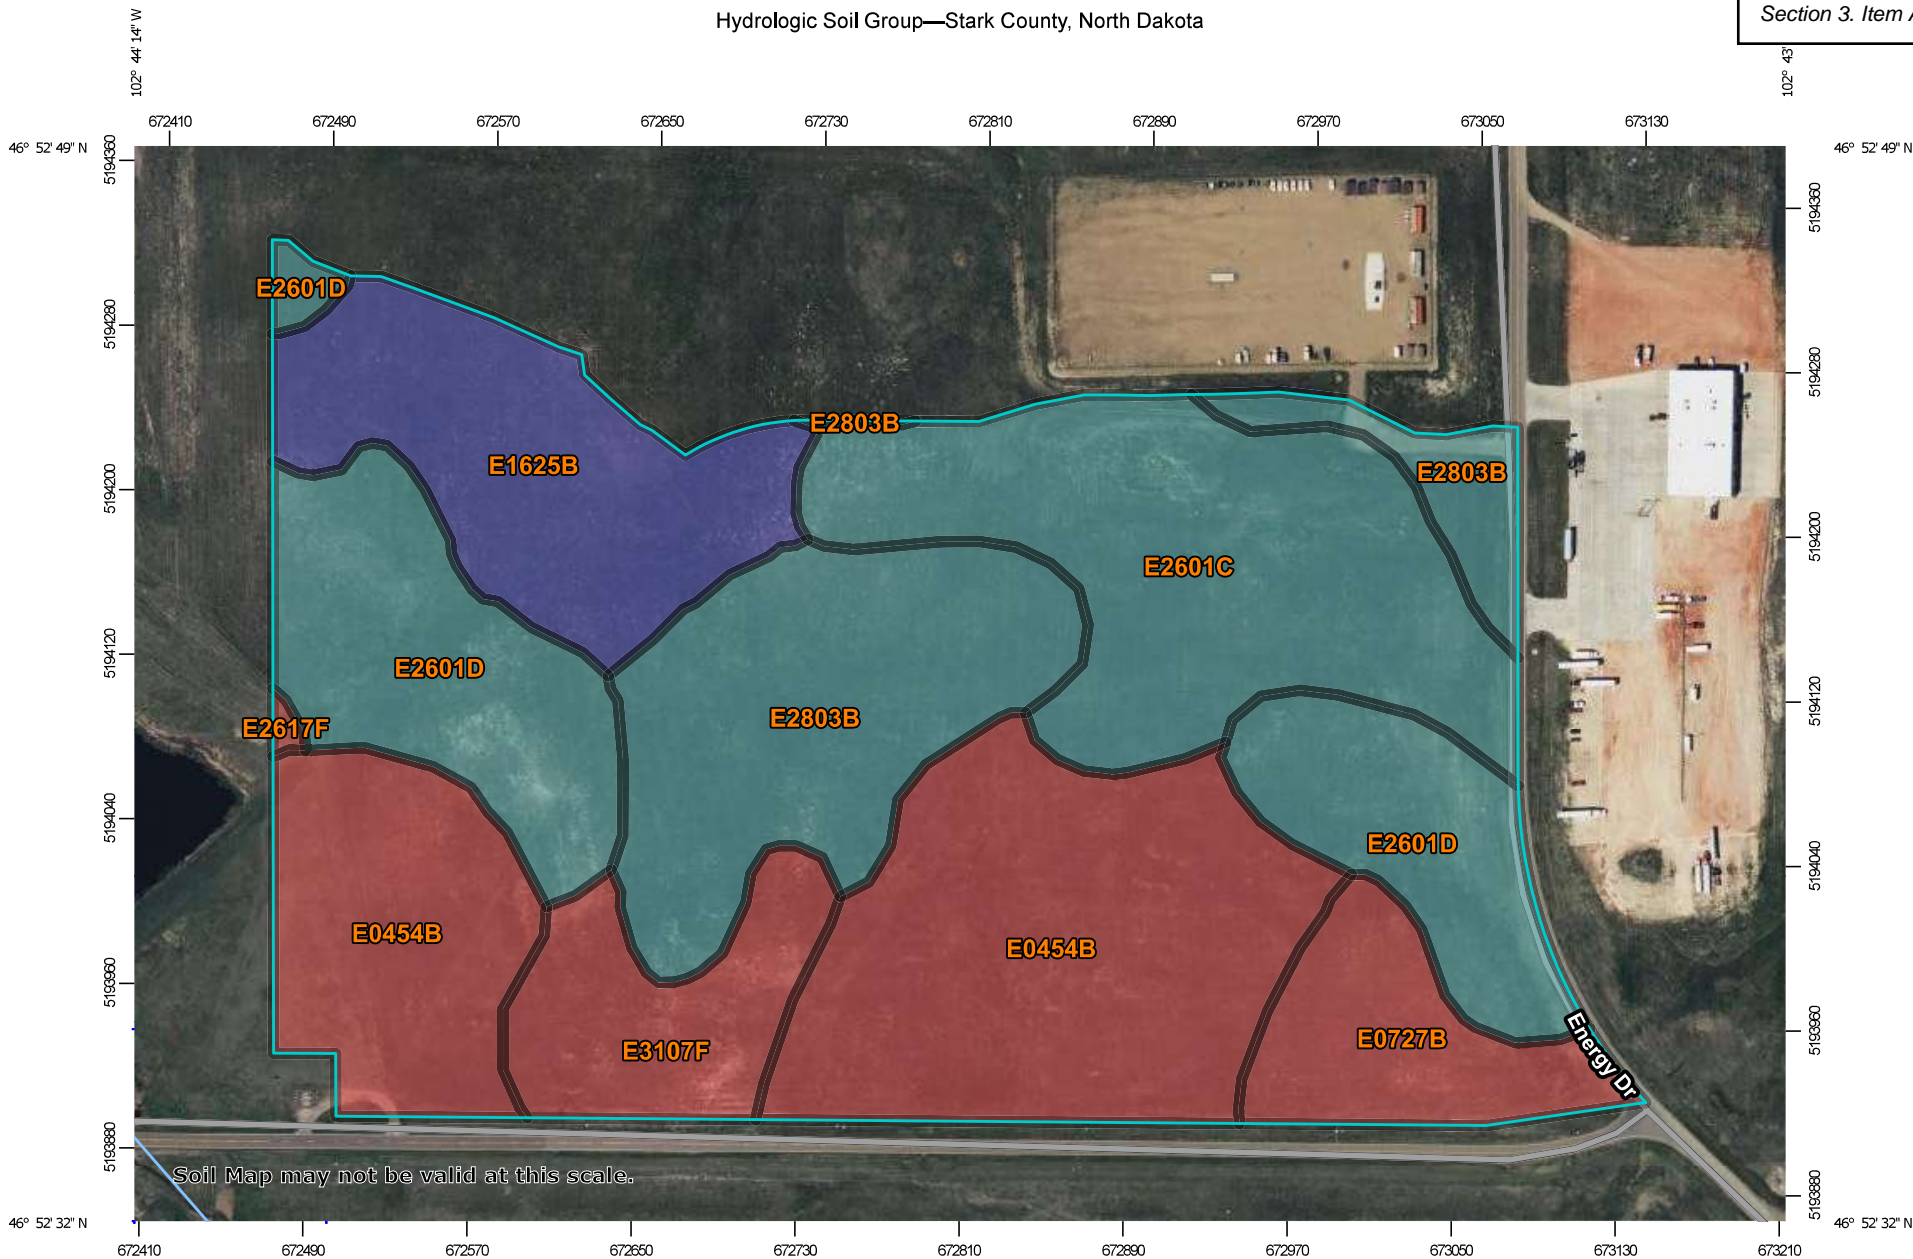 Hydrologic Soil Group—Stark County, North Dakota
Section 3. Item A
102° 44' 14" W
102° 43'
672410 672490 672570 672650 672730 672810 672890 672970 673050 673130
46° 52' 49" N
46° 52' 49" N
5194360
5194360
5194280
5194280
5194200
5194200
5194120
5194120
5194040
5194040
5193960
5193960
5193880
5193880
E2601D
E2803B
E1625B
E2803B
E2601C
E2601D
E2803B
E2617F
E2601D
E0454B
E0454B
E3107F
E0727B
Energy Dr
Soil Map may not be valid at this scale.
46° 52' 32" N
46° 52' 32" N
672410 672490 672570 672650 672730 672810 672890 672970 673050 673130 673210